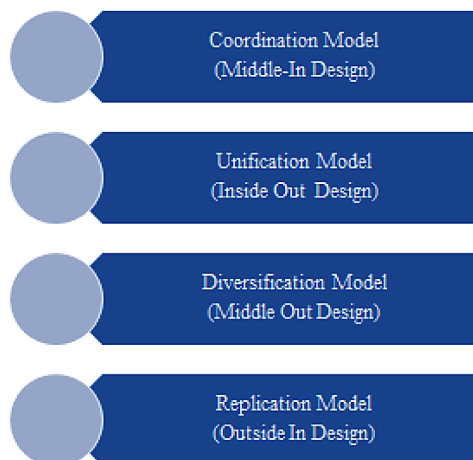 Coordination Model
(Middle-In Design)
Unification Model
(Inside Out Design)
Diversification Model
(Middle Out Design)
Replication Model
(Outside In Design)